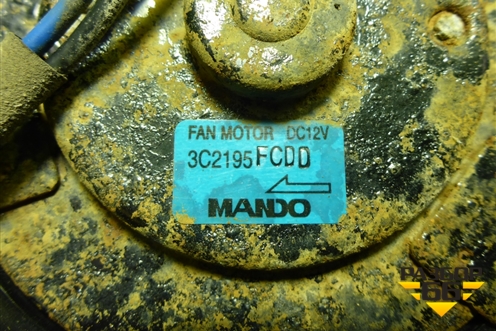 FAN MOTOR DC12V
3C2195FCDD
MANDO